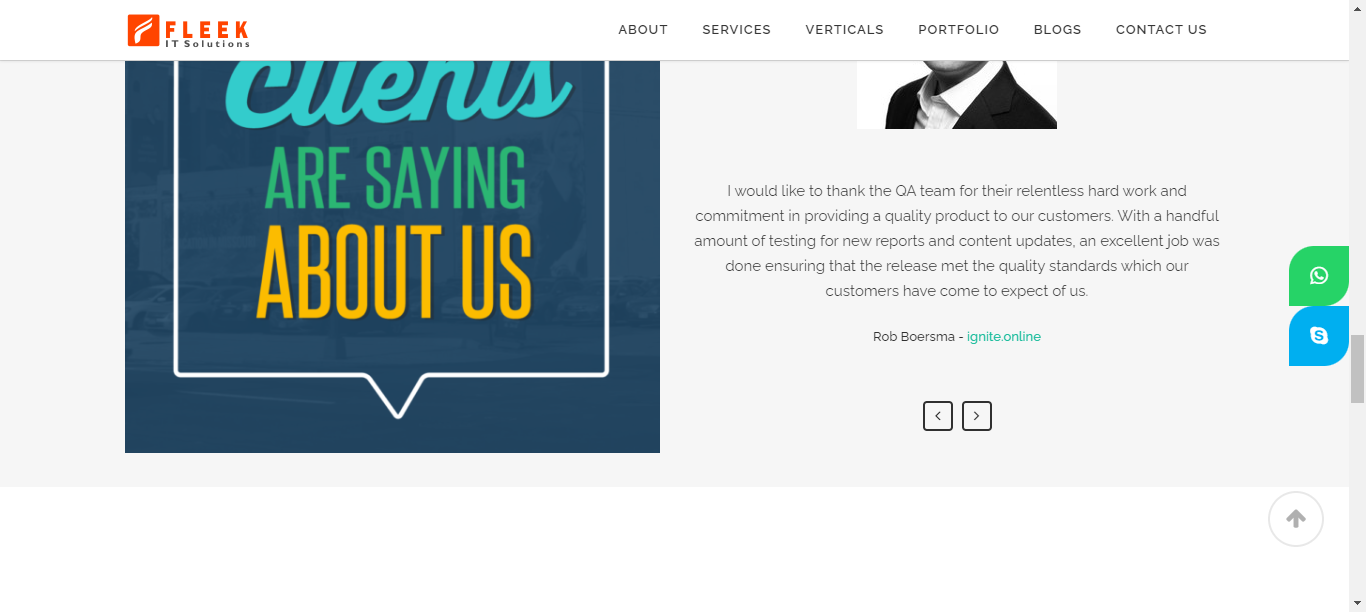 FLEEK
IT Solutions
ABOUT
SERVICES
VERTICALS
PORTFOLIO
BLOGS
CONTACT US
clients
ARE SAYING
ABOUT US
I would like to thank the QA team for their relentless hard work and
commitment in providing a quality product to our customers. With a handful
amount of testing for new reports and content updates, an excellent job was
done ensuring that the release met the quality standards which our
customers have come to expect of us.
Rob Boersma - ignite.online